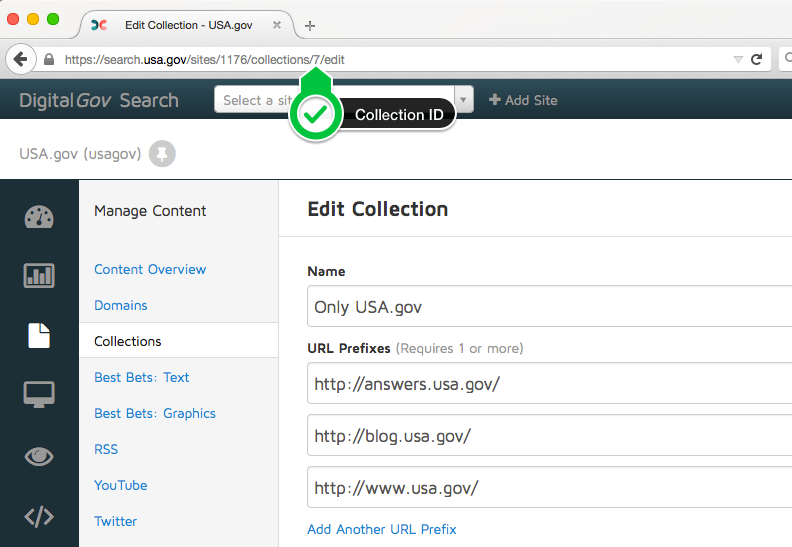 Edit Collection - USA.gov
https://search.usa.gov/sites/1176/collections/7/edit
DigitalGov Search
Select a sit
Add Site
Collection ID
USA.gov (usagov)
Manage Content
Edit Collection
Content Overview
Name
Domains
Only USA.gov
Collections
URL Prefixes (Requires 1 or more)
Best Bets: Text
http://answers.usa.gov/
Best Bets: Graphics
http://blog.usa.gov/
RSS
YouTube
http://www.usa.gov/
Twitter
Add Another URL Prefix